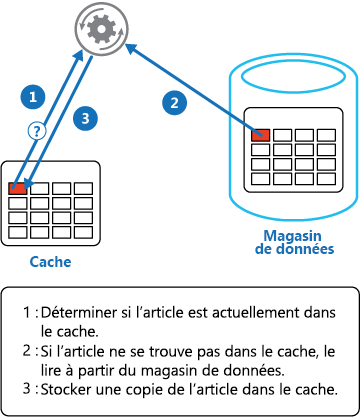 1
2
3
?
Cache
Magasin
de données
1 : Déterminer si l'article est actuellement dans
le cache.
2 : Si l'article ne se trouve pas dans le cache, le
lire à partir du magasin de données.
3 : Stocker une copie de l'article dans le cache.